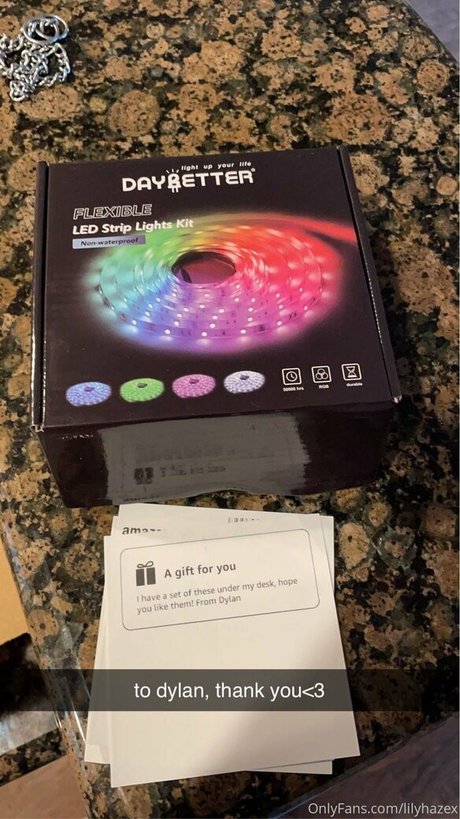 light up your life
DAYBETTER®
FLEXIBLE
LED Strip Lights Kit
Non-waterproof
50000 hrs
RGB
durable
A gift for you
I have a set of these under my desk, hope
you like them! From Dylan
to dylan, thank you<3
OnlyFans.com/lilyhazex